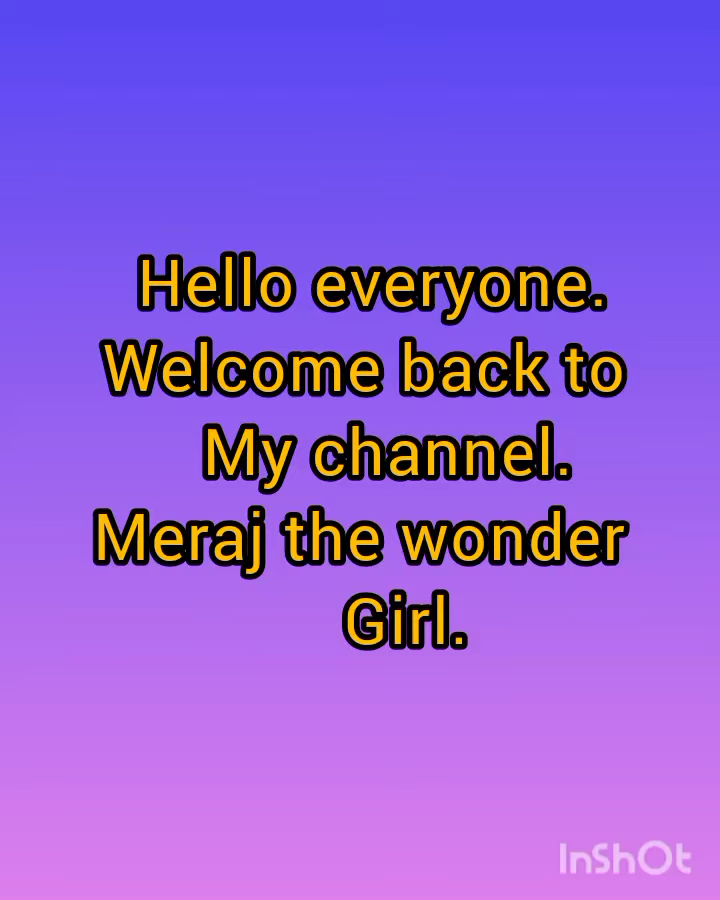 Hello everyone.
Welcome back to
My channel.
Meraj the wonder
Girl.
InShOt